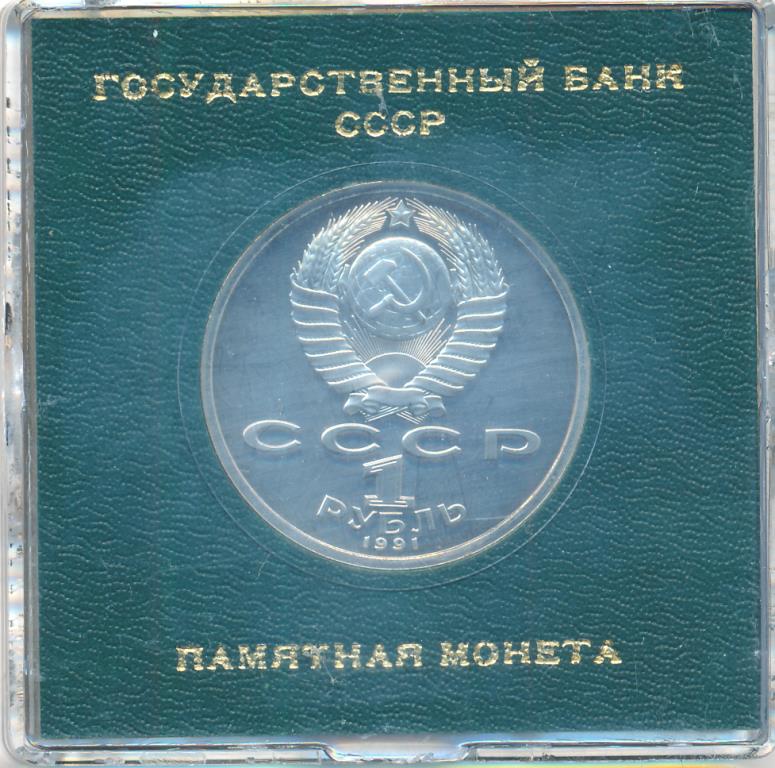 ГОСУДАРСТВЕННЫЙ БАНК
СССР
СССР
1
РУБЛЬ
1991
ПАМЯТНАЯ МОНЕТА